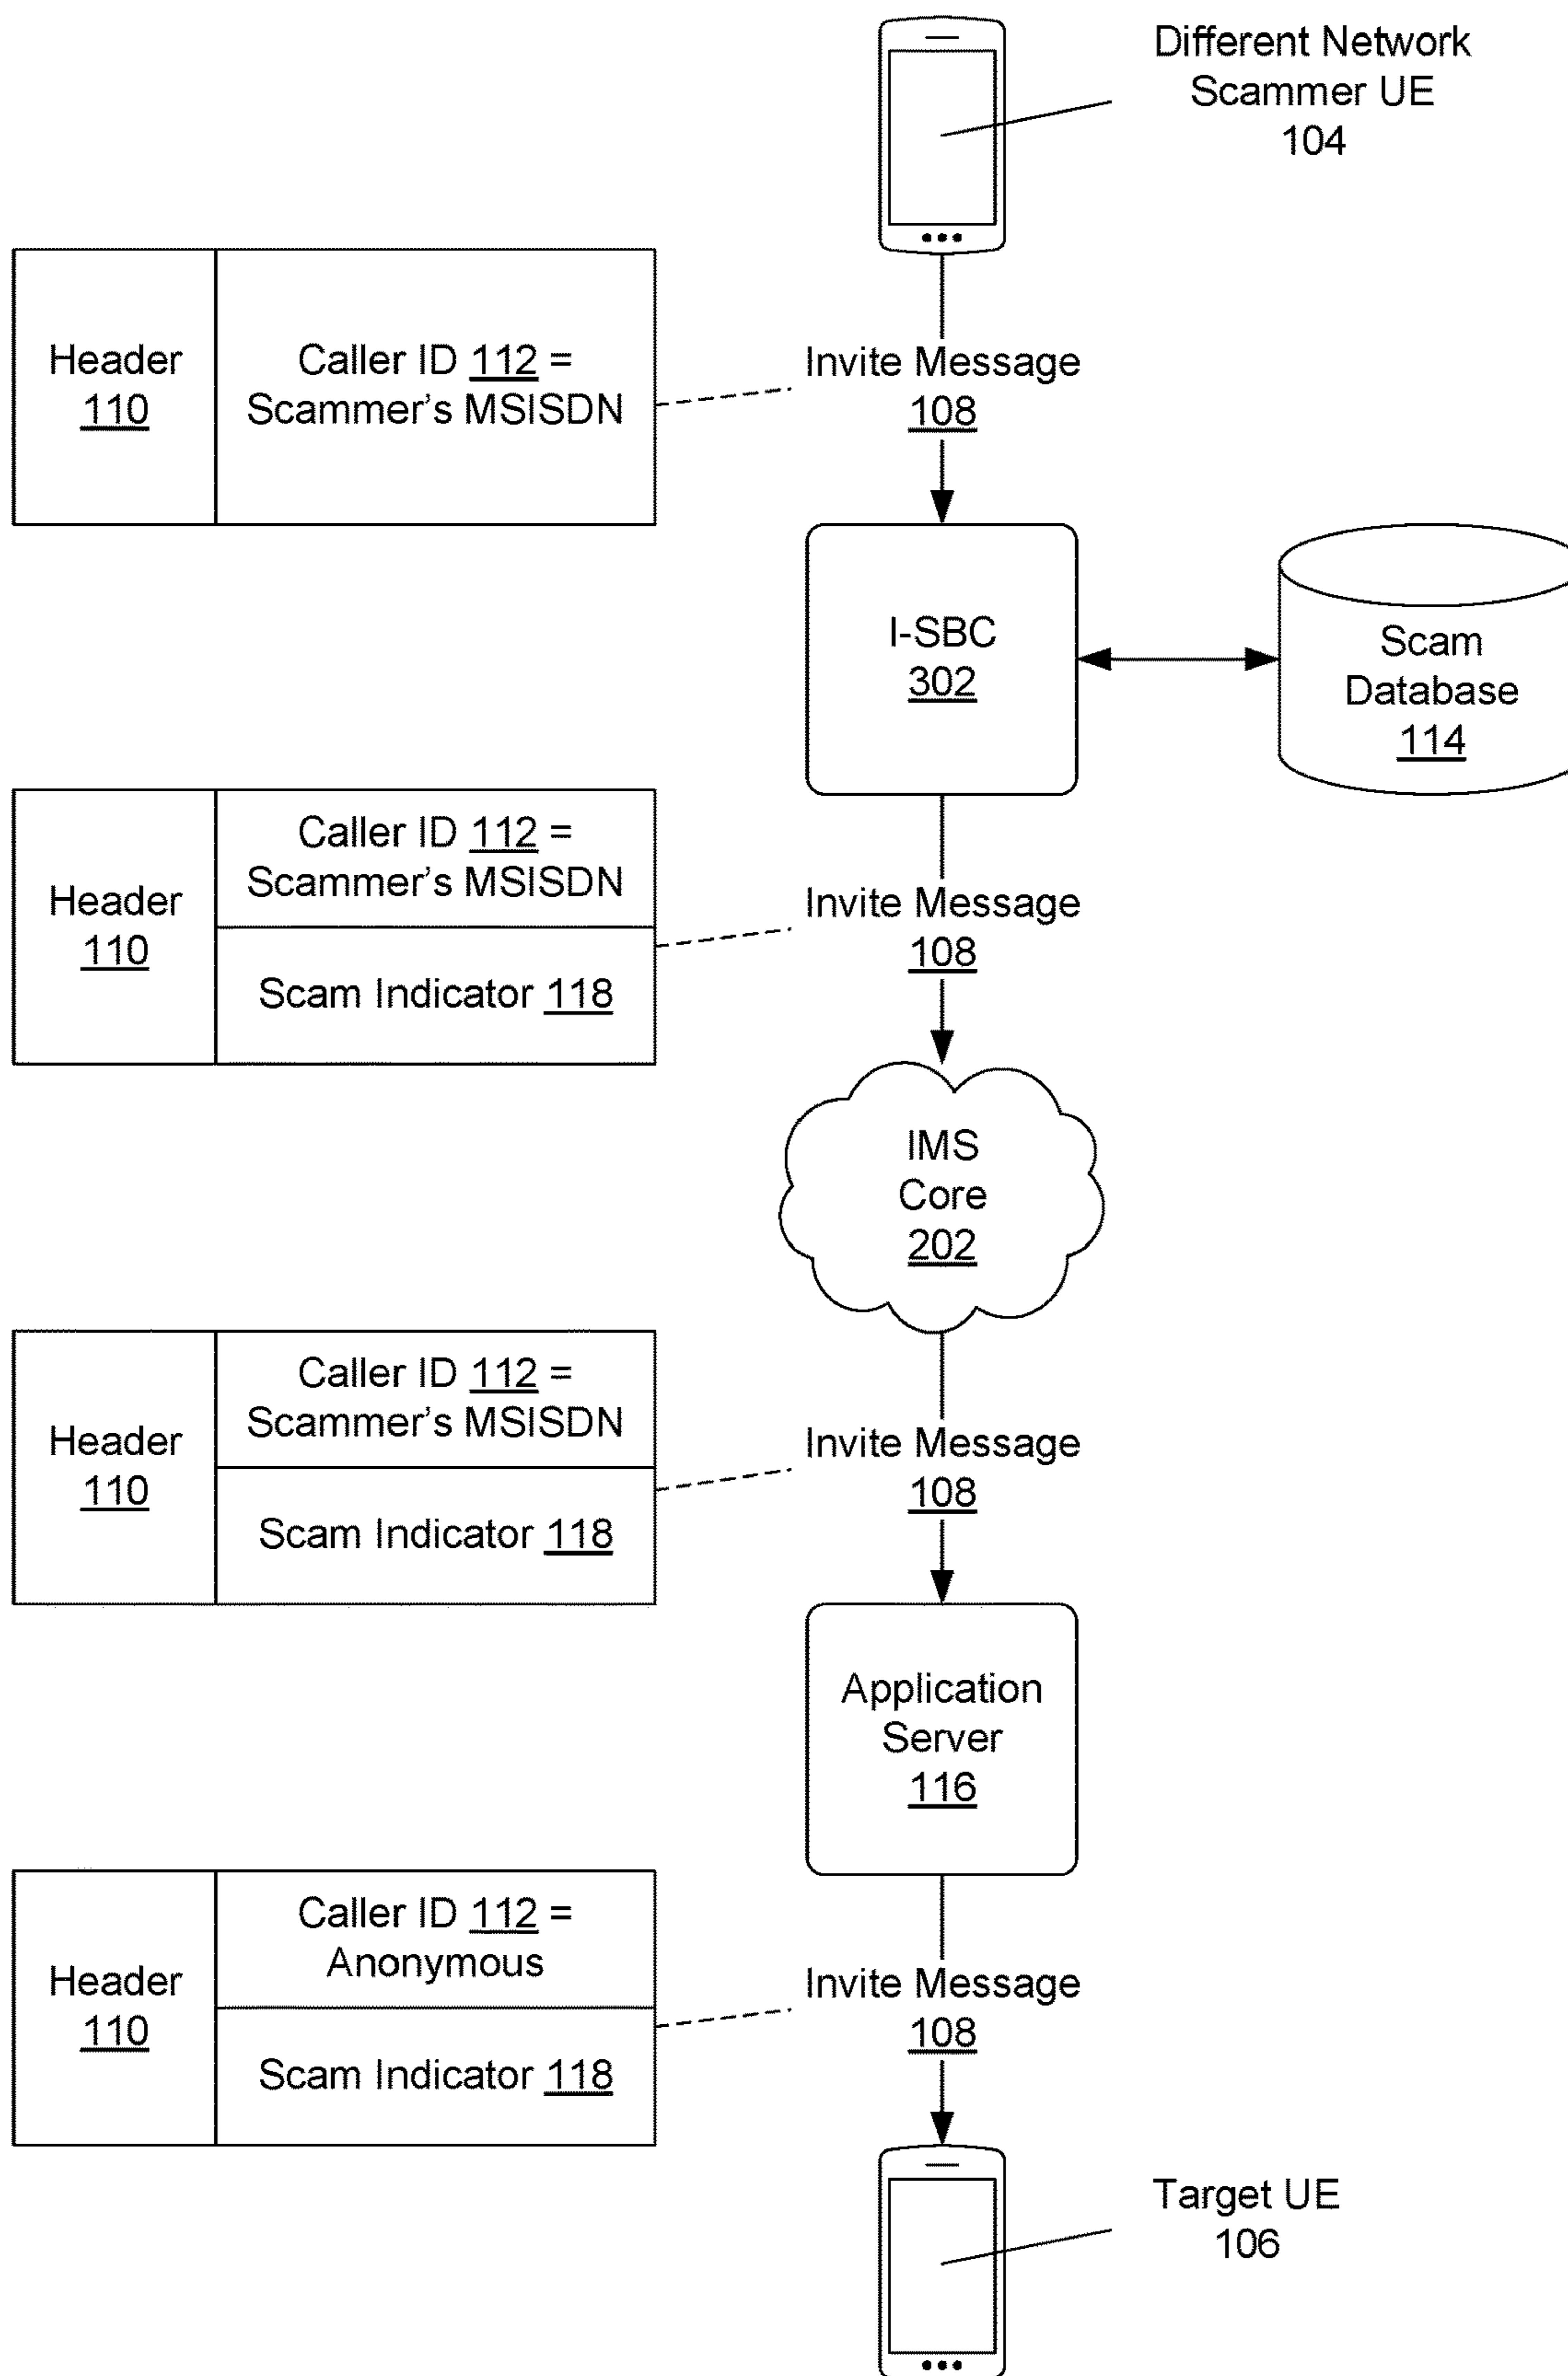 Different Network
Scammer UE
104
Header
110
Caller ID 112 =
Scammer's MSISDN
Invite Message
108
I-SBC
302
Scam
Database
114
Header
110
Caller ID 112 =
Scammer's MSISDN
Scam Indicator 118
Invite Message
108
IMS
Core
202
Header
110
Caller ID 112 =
Scammer's MSISDN
Scam Indicator 118
Invite Message
108
Application
Server
116
Header
110
Caller ID 112 =
Anonymous
Scam Indicator 118
Invite Message
108
Target UE
106